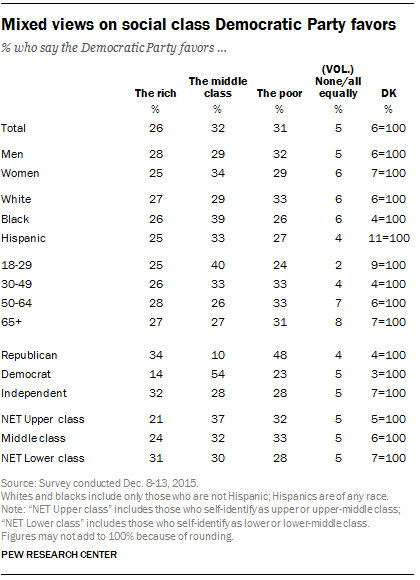 Mixed views on social class Democratic Party favors
% who say the Democratic Party favors ...
The rich The middle class The poor (VOL.) None/all equally DK
% % % % %
Total 26 32 31 5 6=100
Men 28 29 32 5 6=100
Women 25 34 29 6 7=100
White 27 29 33 6 6=100
Black 26 39 26 6 4=100
Hispanic 25 33 27 4 11=100
18-29 25 40 24 2 9=100
30-49 26 33 33 4 4=100
50-64 28 26 33 7 6=100
65+ 27 27 31 8 7=100
Republican 34 10 48 4 4=100
Democrat 14 54 23 5 3=100
Independent 32 28 28 5 7=100
NET Upper class 21 37 32 5 5=100
Middle class 24 32 33 5 6=100
NET Lower class 31 30 28 5 7=100
Source: Survey conducted Dec. 8-13, 2015.
Whites and blacks include only those who are not Hispanic; Hispanics are of any race.
Note: “NET Upper class” includes those who self-identify as upper or upper-middle class;
“NET Lower class” includes those who self-identify as lower or lower-middle class.
Figures may not add to 100% because of rounding.
PEW RESEARCH CENTER